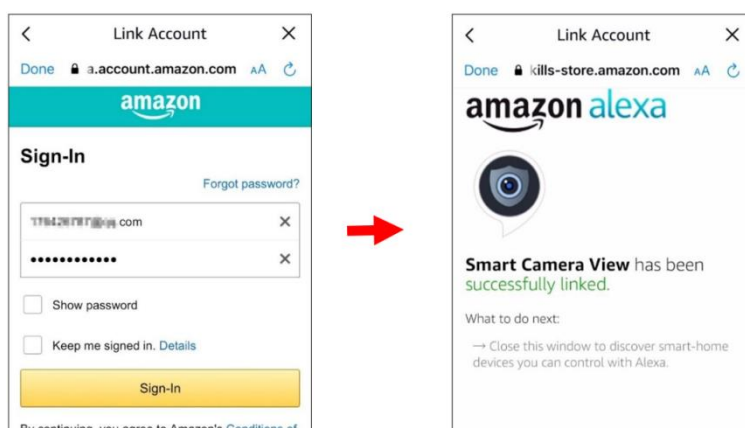 Link Account
Done a.account.amazon.com AA
amazon
Sign-In
Forgot password?
.com
Show password
Keep me signed in. Details
Sign-In
By continuing, you agree to Amazon's Conditions of
Link Account
Done kills-store.amazon.com AA
amazon alexa
Smart Camera View has been
successfully linked.
What to do next:
→ Close this window to discover smart-home
devices you can control with Alexa.